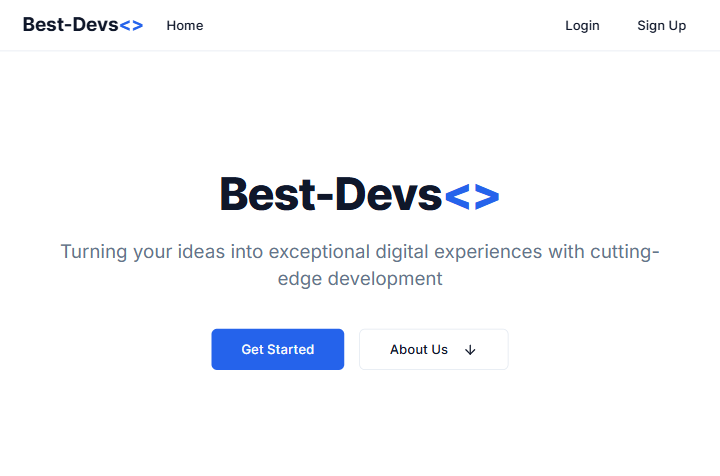 Best-Devs<> Home Login Sign Up
Best-Devs<>
Turning your ideas into exceptional digital experiences with cutting-
edge development
Get Started About Us ↓